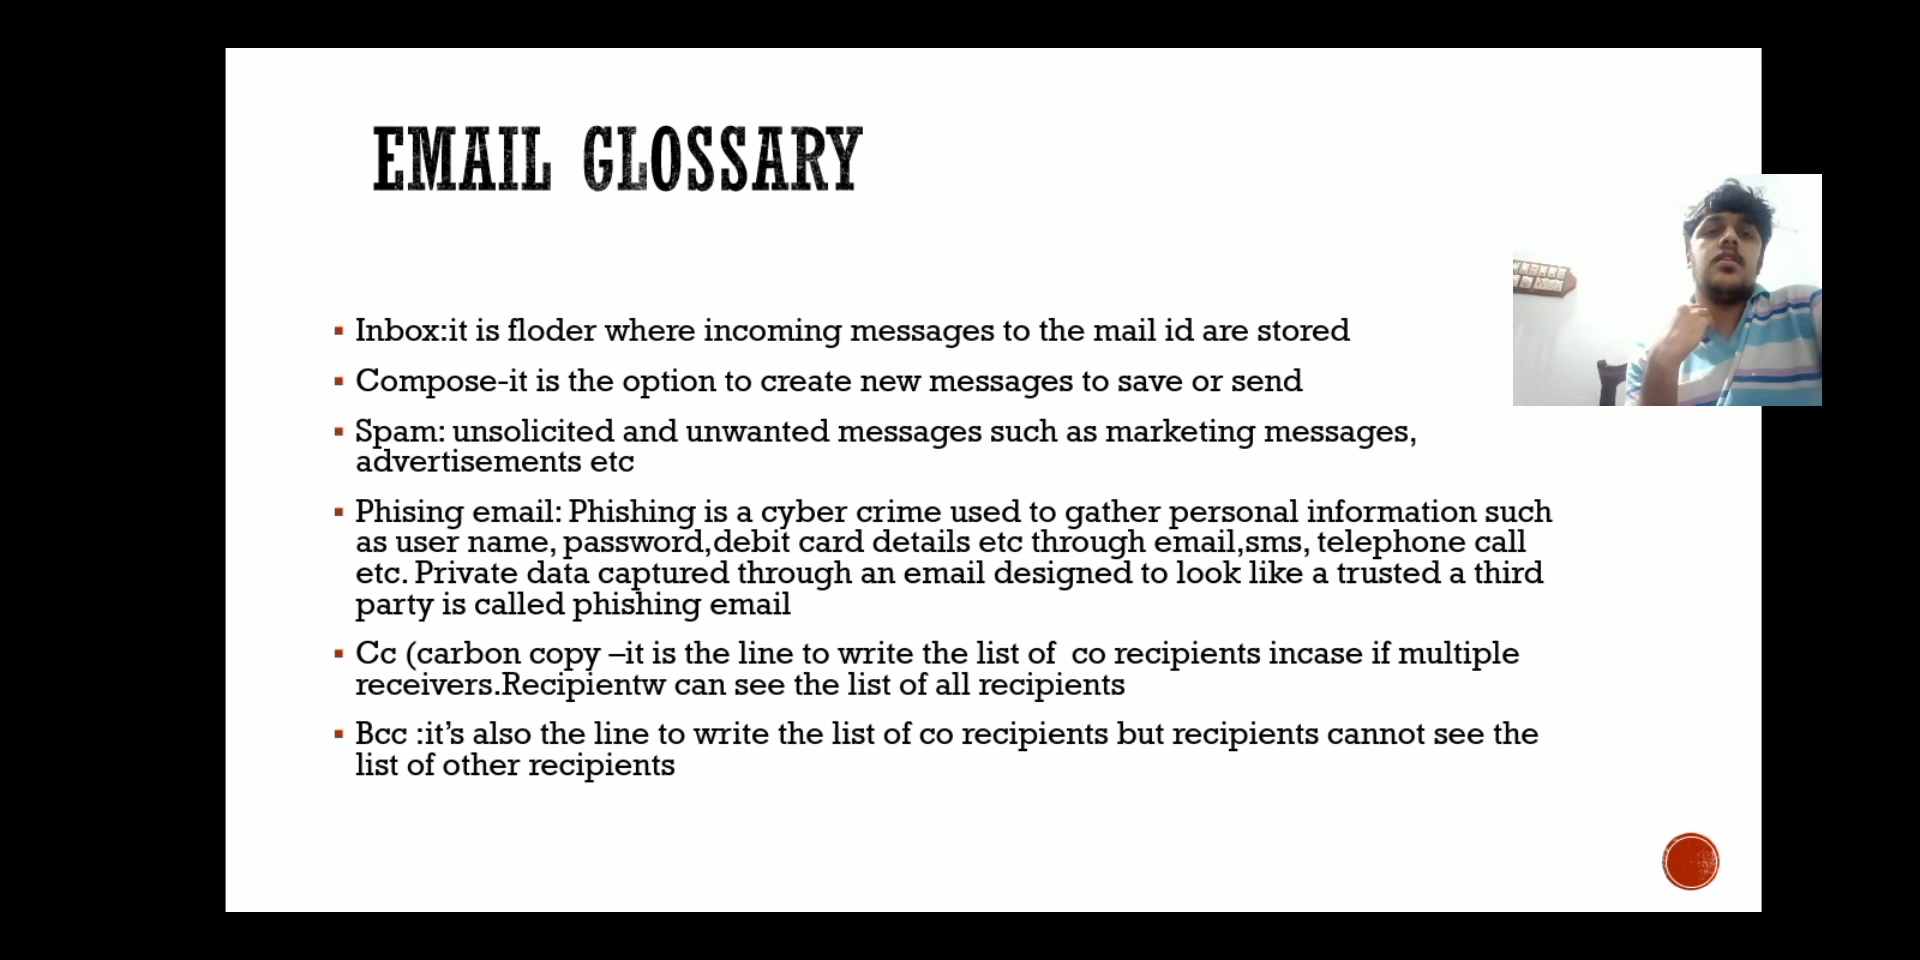 EMAIL GLOSSARY
Inbox:it is floder where incoming messages to the mail id are stored
Compose-it is the option to create new messages to save or send
Spam: unsolicited and unwanted messages such as marketing messages,
advertisements etc
Phising email: Phishing is a cyber crime used to gather personal information such
as user name, password,debit card details etc through email,sms, telephone call
etc. Private data captured through an email designed to look like a trusted a third
party is called phishing email
Cc (carbon copy –it is the line to write the list of  co recipients incase if multiple
receivers.Recipientw can see the list of all recipients
Bcc :it’s also the line to write the list of co recipients but recipients cannot see the
list of other recipients